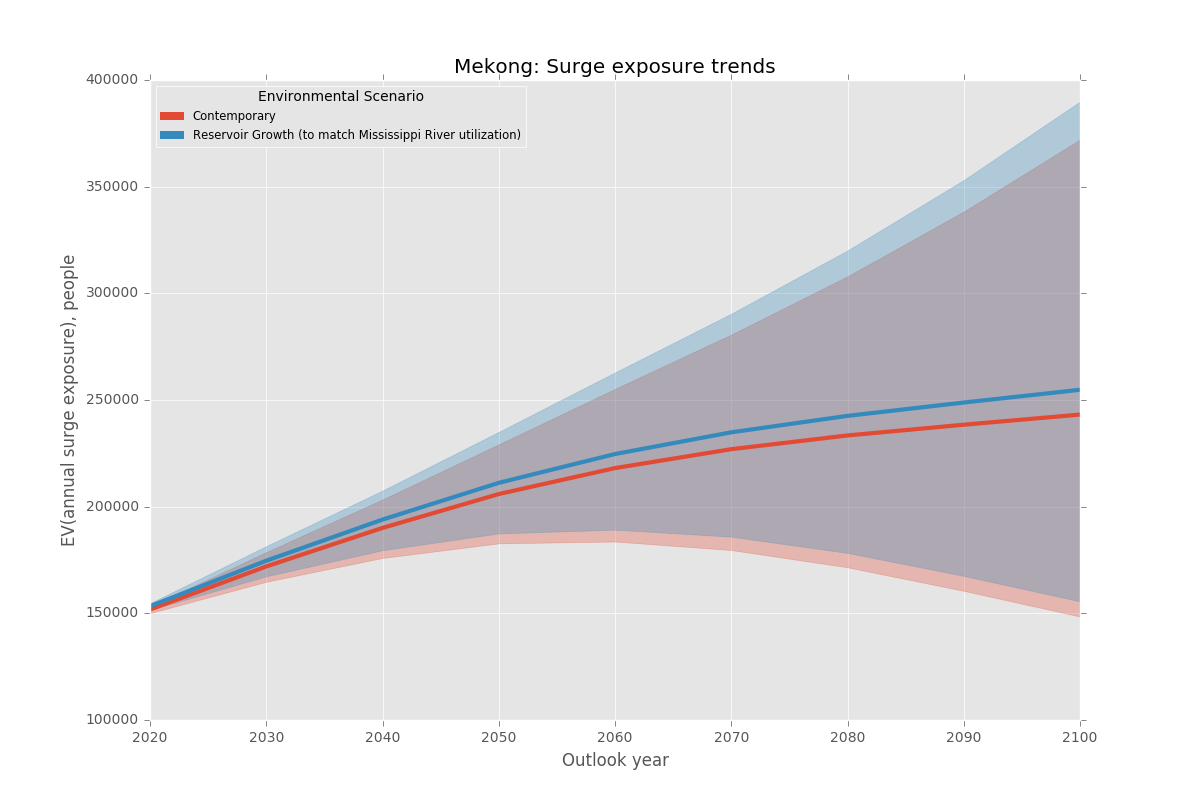 Mekong: Surge exposure trends
Environmental Scenario
Contemporary
Reservoir Growth (to match Mississippi River utilization)
EV(annual surge exposure), people
400000
350000
300000
250000
200000
150000
100000
2020 2030 2040 2050 2060 2070 2080 2090 2100
Outlook year